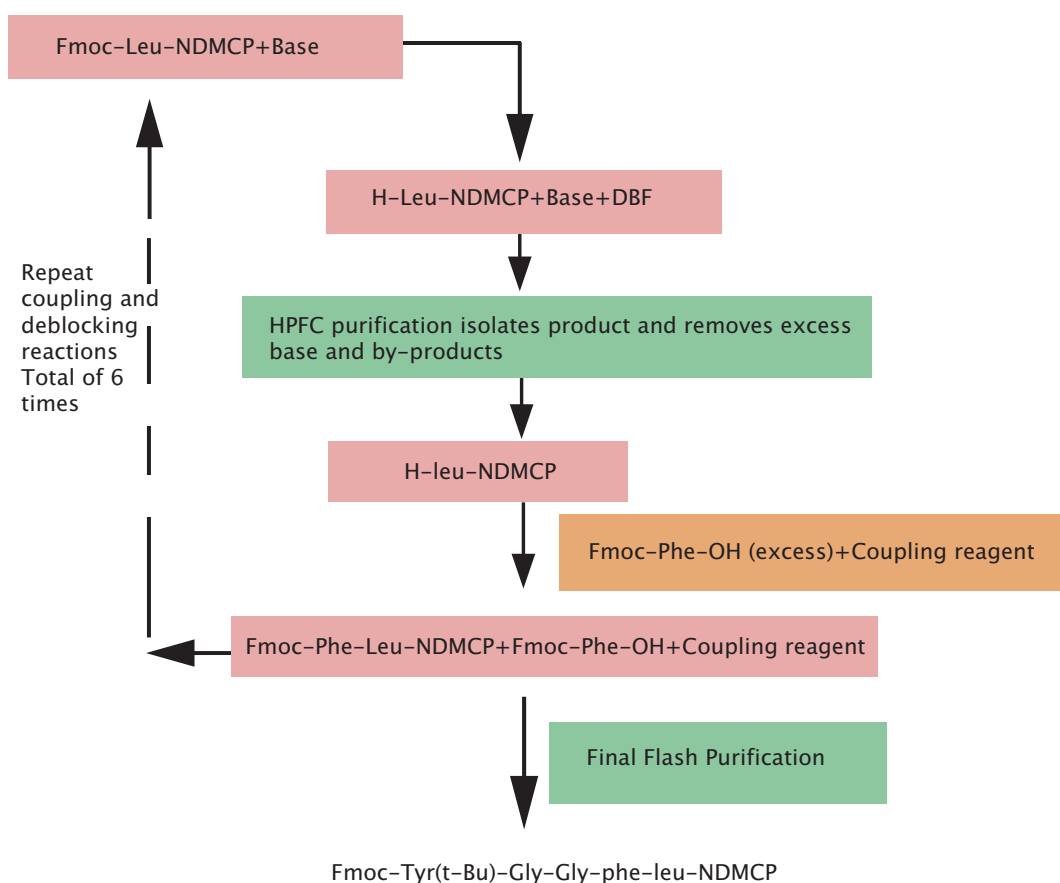 Fmoc-Leu-NDMCP+Base
H-Leu-NDMCP+Base+DBF
Repeat
coupling and
deblocking
reactions
Total of 6
times
HPFC purification isolates product and removes excess
base and by-products
H-leu-NDMCP
Fmoc-Phe-OH (excess)+Coupling reagent
Fmoc-Phe-Leu-NDMCP+Fmoc-Phe-OH+Coupling reagent
Final Flash Purification
Fmoc-Tyr(t-Bu)-Gly-Gly-phe-leu-NDMCP